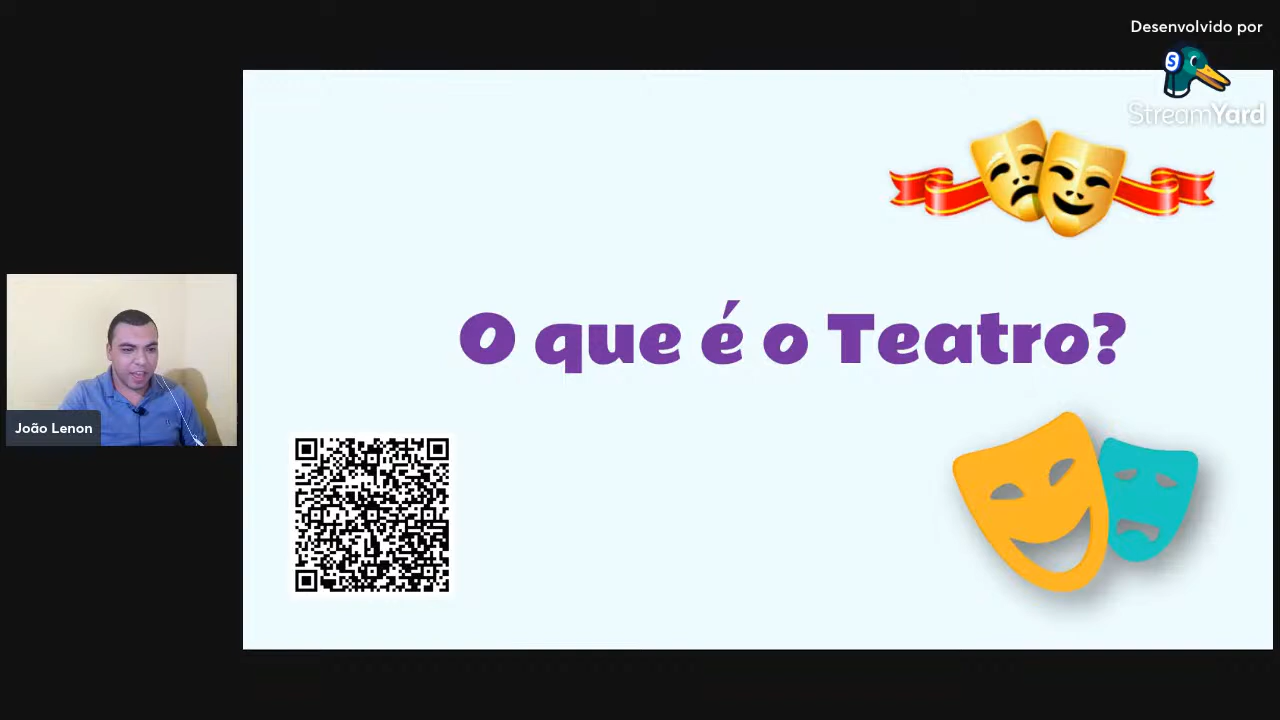 Desenvolvido por
S
StreamYard
O que é o Teatro?
João Lenon